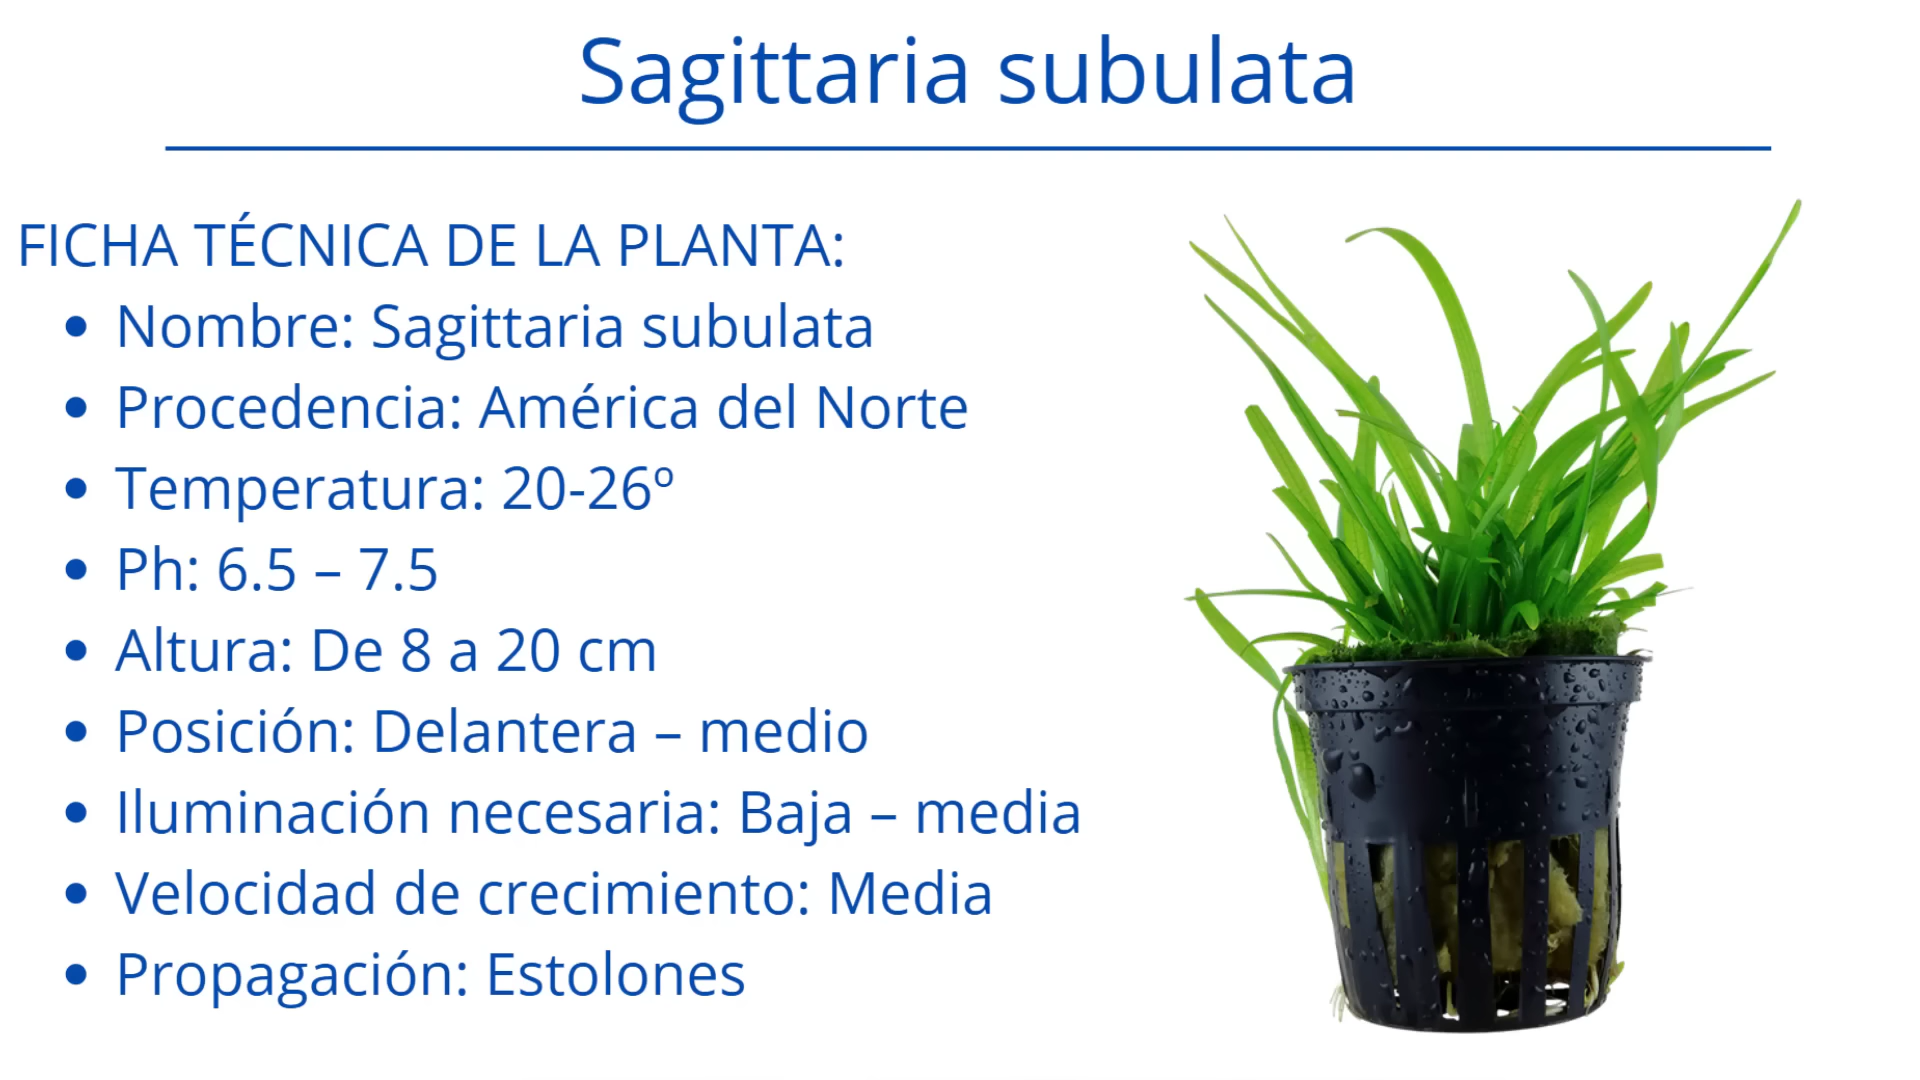 Sagittaria subulata
FICHA TÉCNICA DE LA PLANTA:
• Nombre: Sagittaria subulata
• Procedencia: América del Norte
• Temperatura: 20-26º
• Ph: 6.5 – 7.5
• Altura: De 8 a 20 cm
• Posición: Delantera – medio
• Iluminación necesaria: Baja – media
• Velocidad de crecimiento: Media
• Propagación: Estolones